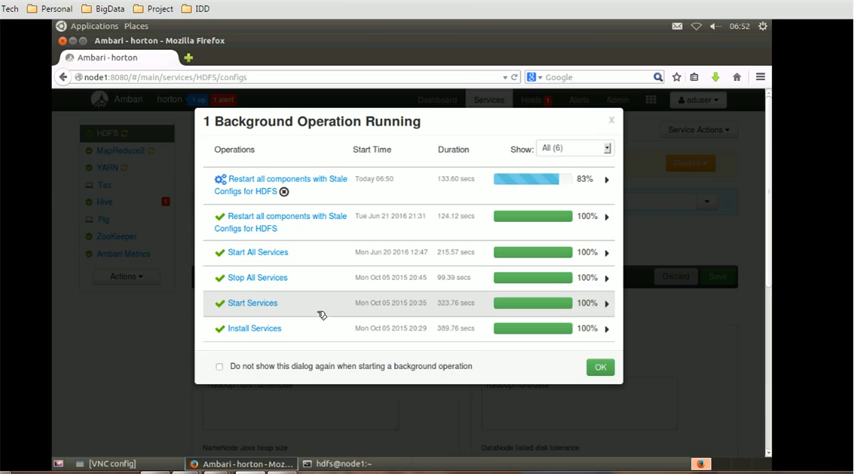 Tech Personal BigData Project IDD
Applications Places 06:52
Ambari - horton - Mozilla Firefox
Ambari - horton
node1:8080/#/main/services/HDFS/configs Google
Ambari horton 1 alert Dashboard Services Hosts 1 Alerts Admin aduser
HDFS Service Actions
MapReduce2
YARN
Tez
Hive 1
Pig
ZooKeeper
Ambari Metrics
Actions Discard Save
1 Background Operation Running x
Operations Start Time Duration Show: All (6)
Restart all components with Stale Today 06:50 133.60 secs 83%
Configs for HDFS
Restart all components with Stale Tue Jun 21 2016 21:31 124.12 secs 100%
Configs for HDFS
Start All Services Mon Jun 20 2016 12:47 215.57 secs 100%
Stop All Services Mon Oct 05 2015 20:45 99.39 secs 100%
Start Services Mon Oct 05 2015 20:35 323.76 secs 100%
Install Services Mon Oct 05 2015 20:29 389.76 secs 100%
Do not show this dialog again when starting a background operation OK
NameNode Java heap size DataNode failed disk tolerance
[VNC config] Ambari - horton - Moz... hdfs@node1:~